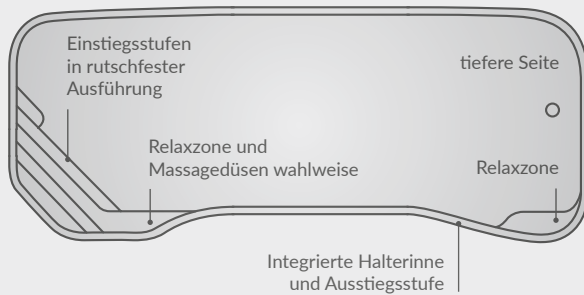 Einstiegsstufen
in rutschfester
Ausführung
tiefere Seite
Relaxzone und
Massagedüsen wahlweise
Relaxzone
Integrierte Halterinne
und Ausstiegsstufe